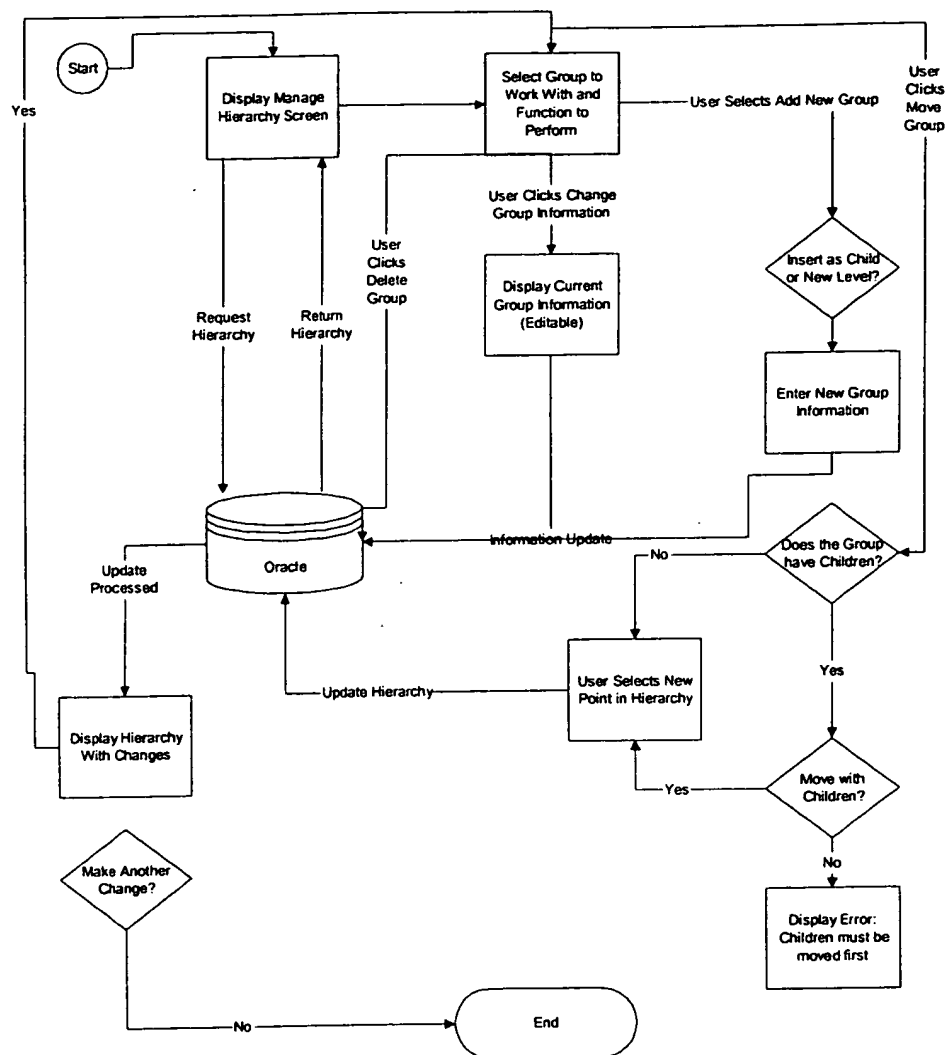 Start
Yes
Display Manage
Hierarchy Screen
Select Group to
Work With and
Function to
Perform
User Selects Add New Group
User
Clicks
Move
Group
User Clicks Change
Group Information
User
Clicks
Delete
Group
Insert as Child
or New Level?
Display Current
Group Information
(Editable)
Request
Hierarchy
Return
Hierarchy
Enter New Group
Information
Oracle
Information Update
Does the Group
have Children?
No
Update
Processed
Yes
User Selects New
Point in Hierarchy
Update Hierarchy
Display Hierarchy
With Changes
Move with
Children?
Yes
No
Make Another
Change?
Display Error:
Children must be
moved first
No
End